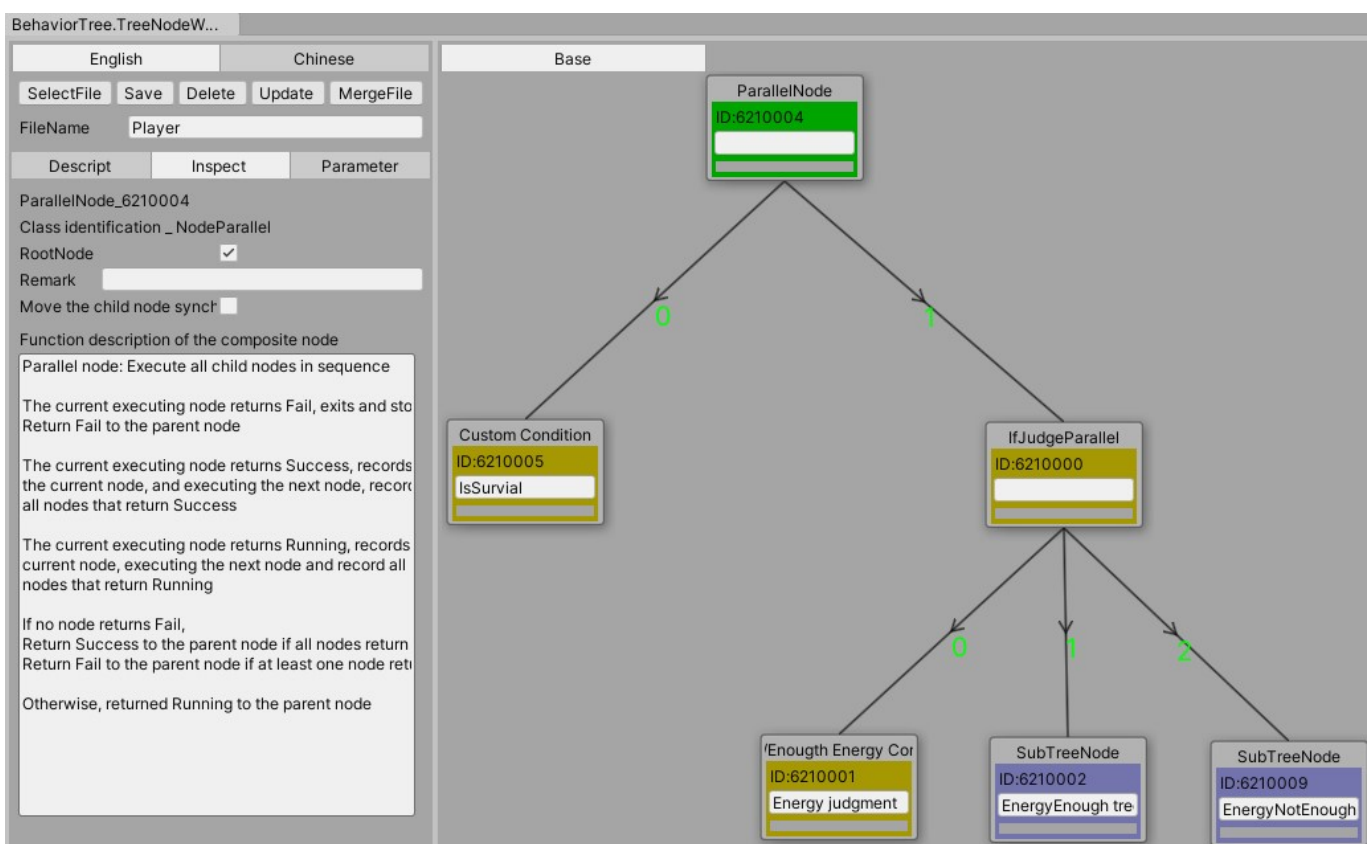 BehaviorTree.TreeNodeW...
English
Chinese
SelectFile
Save
Delete
Update
MergeFile
FileName
Player
Descript
Inspect
Parameter
ParallelNode_6210004
Class identification _ NodeParallel
RootNode
Remark
Move the child node synch
Function description of the composite node
Parallel node: Execute all child nodes in sequence
The current executing node returns Fail, exits and sto
Return Fail to the parent node
The current executing node returns Success, records
the current node, and executing the next node, record
all nodes that return Success
The current executing node returns Running, records
current node, executing the next node and record all
nodes that return Running
If no node returns Fail,
Return Success to the parent node if all nodes return
Return Fail to the parent node if at least one node retu
Otherwise, returned Running to the parent node
Base
ParallelNode
ID:6210004
0
1
Custom Condition
ID:6210005
IsSurvial
IfJudgeParallel
ID:6210000
0
1
2
/Enougth Energy Cor
ID:6210001
Energy judgment
SubTreeNode
ID:6210002
EnergyEnough tree
SubTreeNode
ID:6210009
EnergyNotEnough